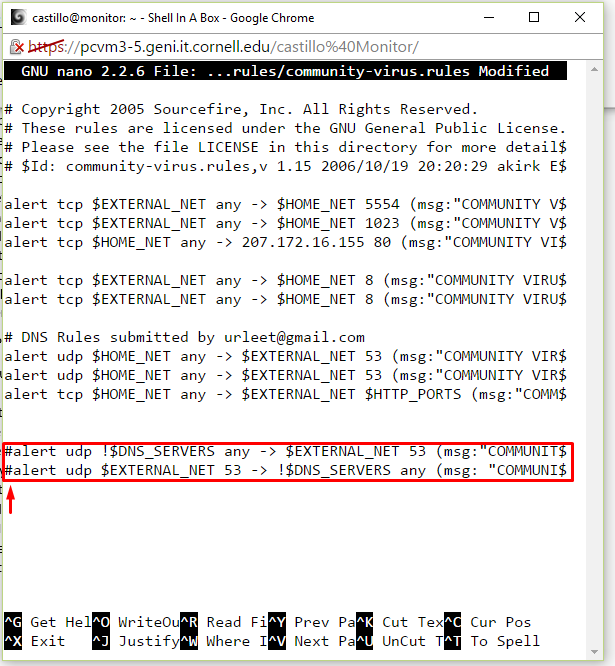 castillo@monitor: ~ - Shell In A Box - Google Chrome
https://pcvm3-5.geni.it.cornell.edu/castillo%40Monitor/
GNU nano 2.2.6 File: ...rules/community-virus.rules Modified
# Copyright 2005 Sourcefire, Inc. All Rights Reserved.
# These rules are licensed under the GNU General Public License.
# Please see the file LICENSE in this directory for more detail$
# $Id: community-virus.rules,v 1.15 2006/10/19 20:20:29 akirk E$
alert tcp $EXTERNAL_NET any -> $HOME_NET 5554 (msg:"COMMUNITY V$
alert tcp $EXTERNAL_NET any -> $HOME_NET 1023 (msg:"COMMUNITY V$
alert tcp $HOME_NET any -> 207.172.16.155 80 (msg:"COMMUNITY VI$
alert tcp $EXTERNAL_NET any -> $HOME_NET 8 (msg:"COMMUNITY VIRU$
alert tcp $EXTERNAL_NET any -> $HOME_NET 8 (msg:"COMMUNITY VIRU$
# DNS Rules submitted by urleet@gmail.com
alert udp $HOME_NET any -> $EXTERNAL_NET 53 (msg:"COMMUNITY VIR$
alert udp $HOME_NET any -> $EXTERNAL_NET 53 (msg:"COMMUNITY VIR$
alert tcp $HOME_NET any -> $EXTERNAL_NET $HTTP_PORTS (msg:"COMM$
#alert udp !$DNS_SERVERS any -> $EXTERNAL_NET 53 (msg:"COMMUNIT$
#alert udp $EXTERNAL_NET 53 -> !$DNS_SERVERS any (msg: "COMMUNI$
^G Get Hel^O WriteOu^R Read Fi^Y Prev Pa^K Cut Tex^C Cur Pos
^X Exit ^J Justify^W Where I^V Next Pa^U UnCut T^T To Spell